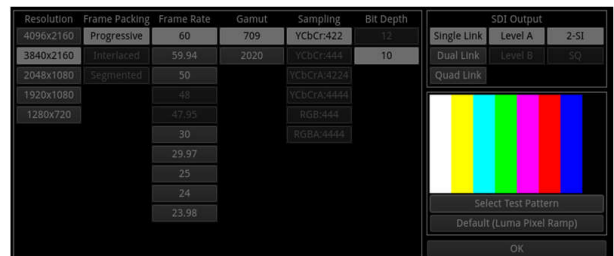 Resolution Frame Packing Frame Rate Gamut Sampling Bit Depth
4096x2160 Progressive 60 709 YCbCr:422 12
3840x2160 Interlaced 59.94 2020 YCbCr:444 10
2048x1080 Segmented 50 YCbCrA:4224
1920x1080 48 YCbCrA:4444
1280x720 47.95 RGB:444
30 RGBA:4444
29.97
25
24
23.98
SDI Output
Single Link Level A 2-SI
Dual Link Level B SQ
Quad Link
Select Test Pattern
Default (Luma Pixel Ramp)
OK